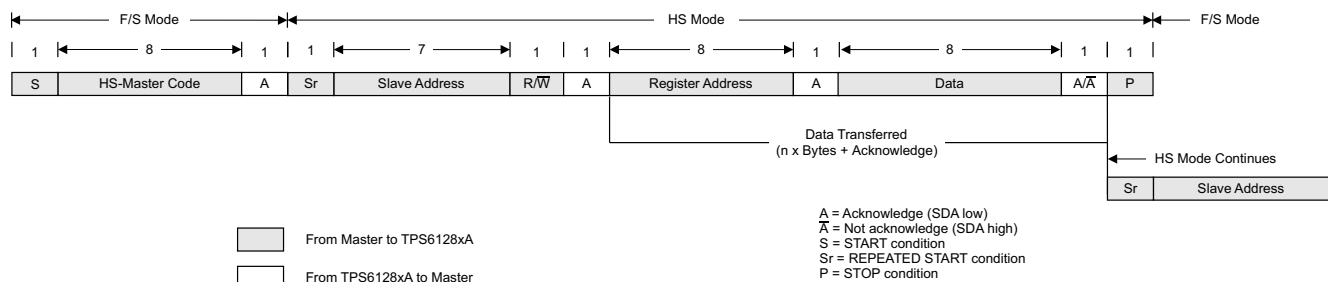 F/S Mode HS Mode F/S Mode
1 8 1 1 7 1 1 8 1 8 1 1
S HS-Master Code A Sr Slave Address R/W̅ A Register Address A Data A/A̅ P
Data Transferred
(n x Bytes + Acknowledge)
HS Mode Continues
Sr Slave Address
A = Acknowledge (SDA low)
A̅ = Not acknowledge (SDA high)
S = START condition
Sr = REPEATED START condition
P = STOP condition
From Master to TPS6128xA
From TPS6128xA to Master